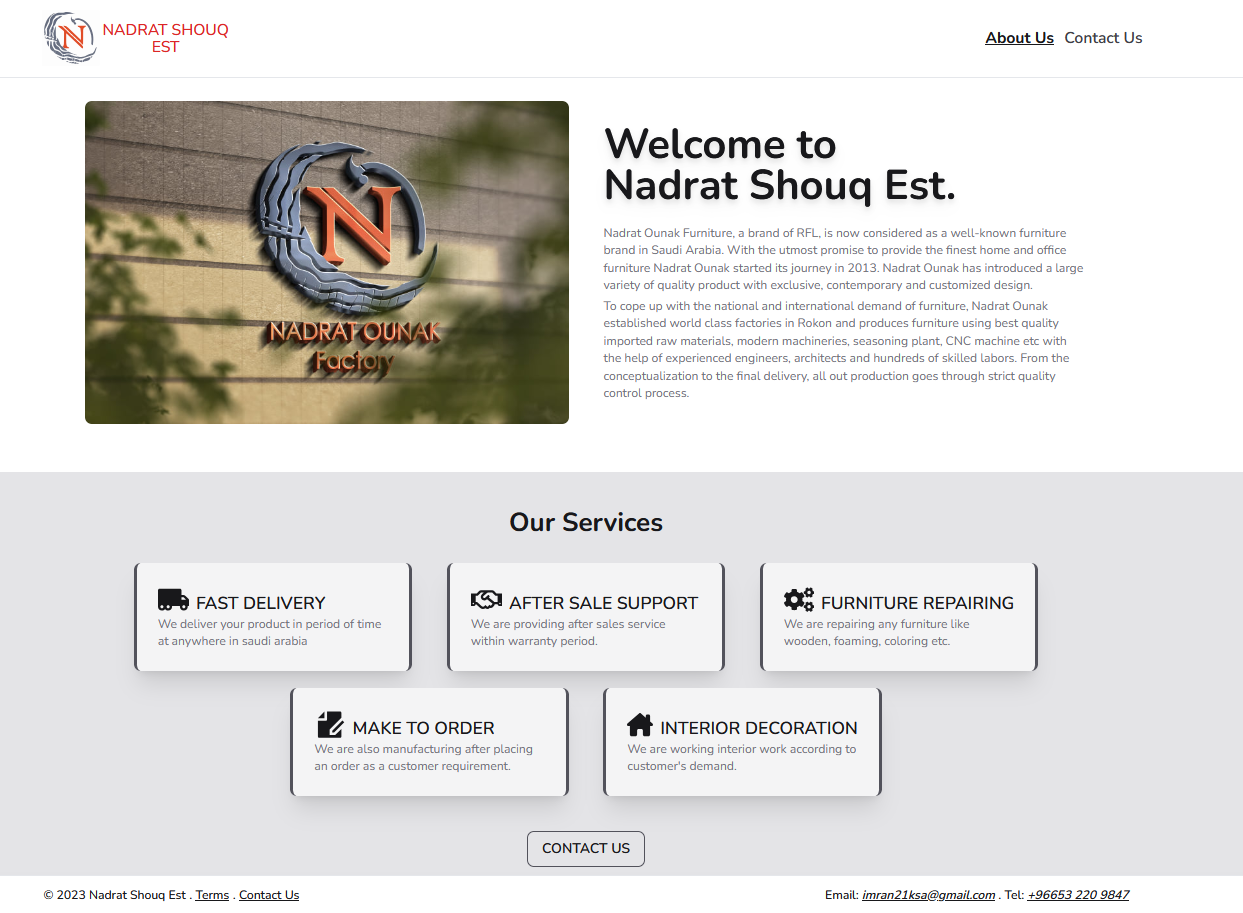 N
NADRAT SHOUQ
EST
About Us Contact Us
N
NADRAT OUNAK
Factory
Welcome to
Nadrat Shouq Est.
Nadrat Ounak Furniture, a brand of RFL, is now considered as a well-known furniture
brand in Saudi Arabia. With the utmost promise to provide the finest home and office
furniture Nadrat Ounak started its journey in 2013. Nadrat Ounak has introduced a large
variety of quality product with exclusive, contemporary and customized design.
To cope up with the national and international demand of furniture, Nadrat Ounak
established world class factories in Rokon and produces furniture using best quality
imported raw materials, modern machineries, seasoning plant, CNC machine etc with
the help of experienced engineers, architects and hundreds of skilled labors. From the
conceptualization to the final delivery, all out production goes through strict quality
control process.
Our Services
FAST DELIVERY
We deliver your product in period of time
at anywhere in saudi arabia
AFTER SALE SUPPORT
We are providing after sales service
within warranty period.
FURNITURE REPAIRING
We are repairing any furniture like
wooden, foaming, coloring etc.
MAKE TO ORDER
We are also manufacturing after placing
an order as a customer requirement.
INTERIOR DECORATION
We are working interior work according to
customer's demand.
CONTACT US
© 2023 Nadrat Shouq Est . Terms . Contact Us
Email: imran21ksa@gmail.com . Tel: +96653 220 9847